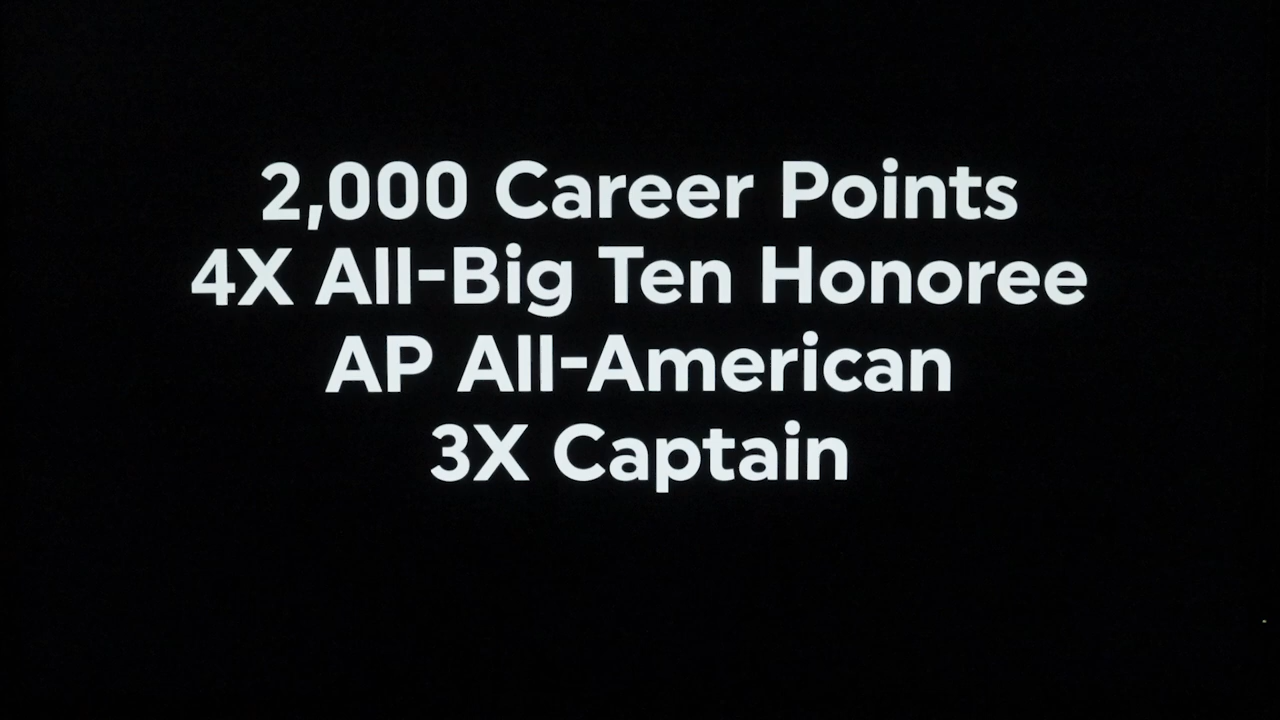 2,000 Career Points
4X All-Big Ten Honoree
AP All-American
3X Captain